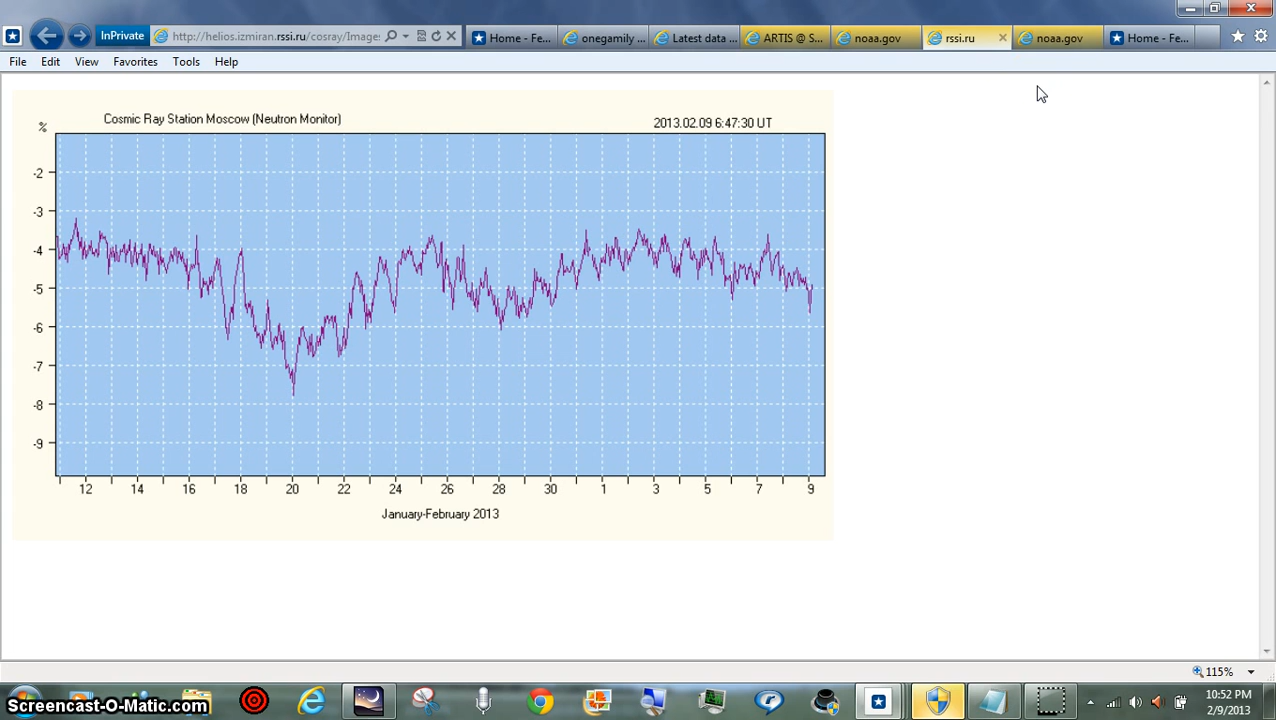 InPrivate
http://helios.izmiran.rssi.ru/cosray/Image:
Home - Fe...
onegamily ...
Latest data ...
ARTIS @ S...
noaa.gov
rssi.ru
noaa.gov
Home - Fe...
File Edit View Favorites Tools Help
Cosmic Ray Station Moscow (Neutron Monitor)
2013.02.09 6:47:30 UT
%
-2
-3
-4
-5
-6
-7
-8
-9
12 14 16 18 20 22 24 26 28 30 1 3 5 7 9
January-February 2013
115%
Screencast-O-Matic.com
10:52 PM
2/9/2013